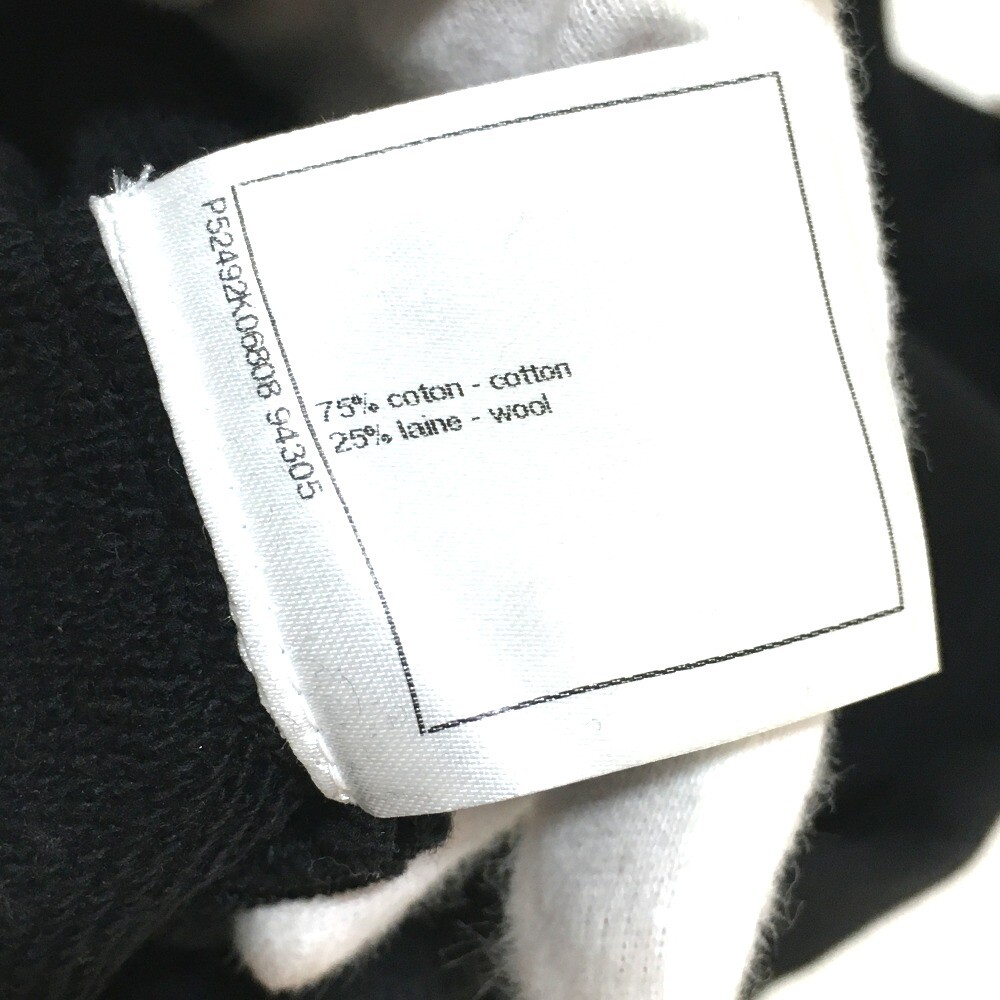 P52492K06808 94305
75% coton - cotton
25% laine - wool